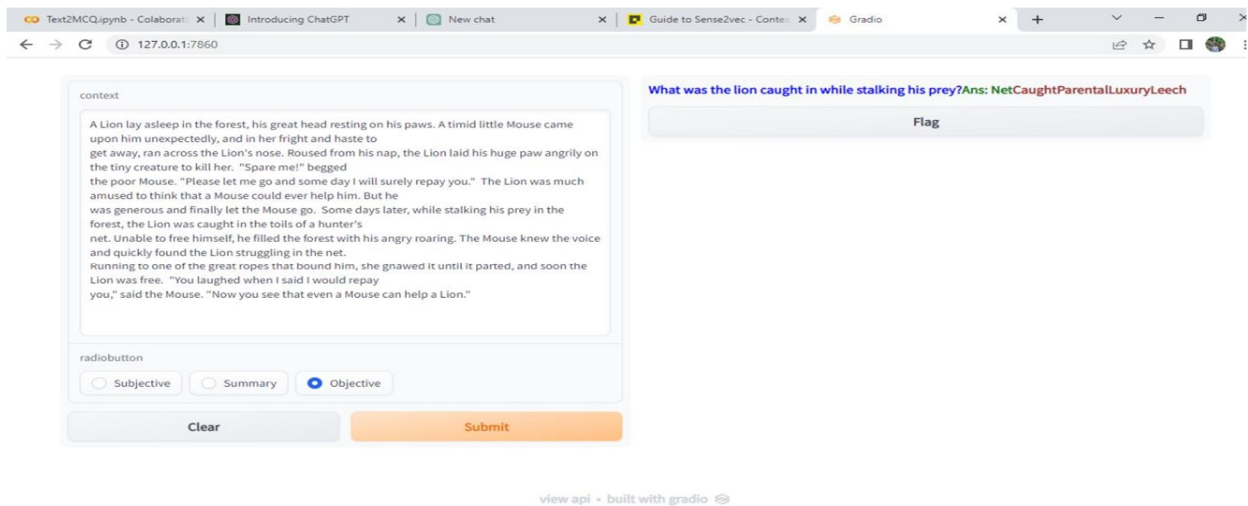 Text2MCQ.ipynb - Colaborat
Introducing ChatGPT
New chat
Guide to Sense2vec - Conte
Gradio
127.0.0.1:7860
context
A Lion lay asleep in the forest, his great head resting on his paws. A timid little Mouse came
upon him unexpectedly, and in her fright and haste to
get away, ran across the Lion's nose. Roused from his nap, the Lion laid his huge paw angrily on
the tiny creature to kill her. "Spare me!" begged
the poor Mouse. "Please let me go and some day I will surely repay you." The Lion was much
amused to think that a Mouse could ever help him. But he
was generous and finally let the Mouse go. Some days later, while stalking his prey in the
forest, the Lion was caught in the toils of a hunter's
net. Unable to free himself, he filled the forest with his angry roaring. The Mouse knew the voice
and quickly found the Lion struggling in the net.
Running to one of the great ropes that bound him, she gnawed it until it parted, and soon the
Lion was free. "You laughed when I said I would repay
you," said the Mouse. "Now you see that even a Mouse can help a Lion."
radiobutton
Subjective Summary Objective
Clear Submit
What was the lion caught in while stalking his prey?Ans: NetCaughtParentalLuxuryLeech
Flag
view api • built with gradio